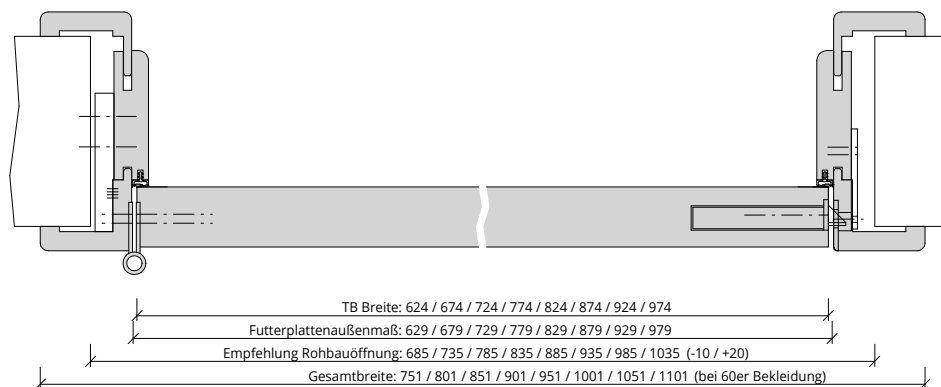 TB Breite: 624 / 674 / 724 / 774 / 824 / 874 / 924 / 974
Futterplattenaußenmaß: 629 / 679 / 729 / 779 / 829 / 879 / 929 / 979
Empfehlung Rohbauöffnung: 685 / 735 / 785 / 835 / 885 / 935 / 985 / 1035 (-10 / +20)
Gesamtbreite: 751 / 801 / 851 / 901 / 951 / 1001 / 1051 / 1101 (bei 60er Bekleidung)